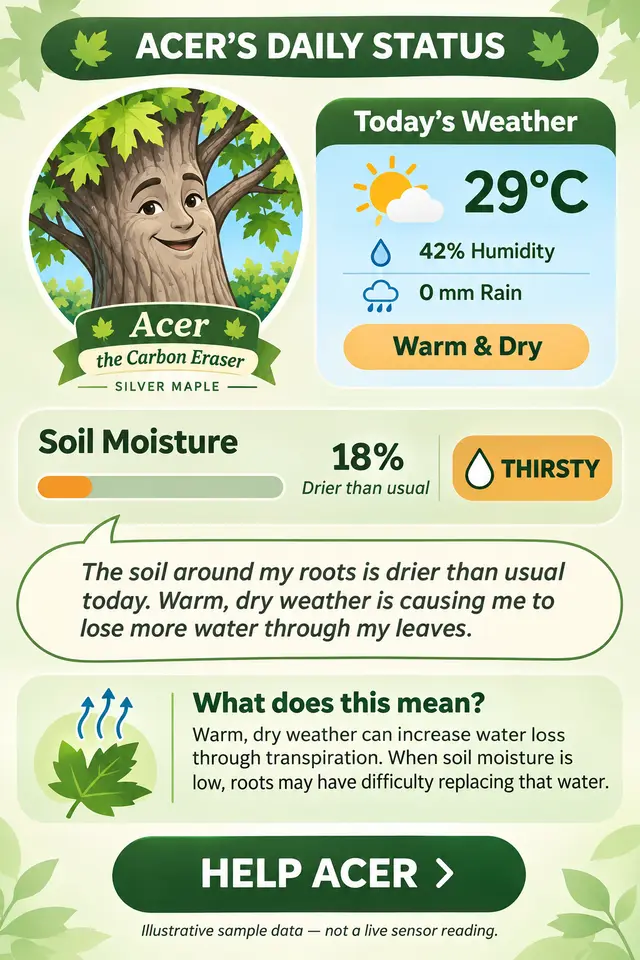 ACER’S DAILY STATUS
Acer
the Carbon Eraser
SILVER MAPLE
Today’s Weather
29°C
42% Humidity
0 mm Rain
Warm & Dry
Soil Moisture
18%
Drier than usual
THIRSTY
The soil around my roots is drier than usual
today. Warm, dry weather is causing me to
lose more water through my leaves.
What does this mean?
Warm, dry weather can increase water loss
through transpiration. When soil moisture is
low, roots may have difficulty replacing that water.
HELP ACER >
Illustrative sample data — not a live sensor reading.